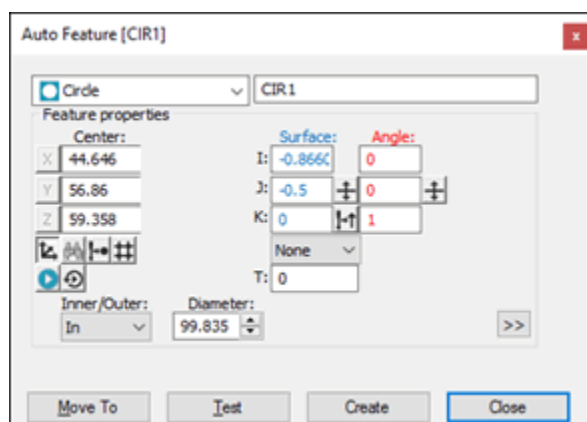 Auto Feature [CIR1]
x
Circle CIR1
Feature properties
Center: Surface: Angle:
X 44.646 I: -0.8660 0
Y 56.86 J: -0.5 0
Z 59.358 K: 0 1
None
T: 0
Inner/Outer: Diameter:
In 99.835 >>
Move To Test Create Close